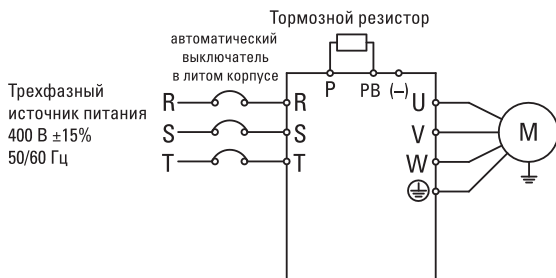 Тормозной резистор
автоматический
выключатель
в литом корпусе
P PB (–)
Трехфазный
источник питания
400 В ±15%
50/60 Гц
R R U
S S V M
T T W